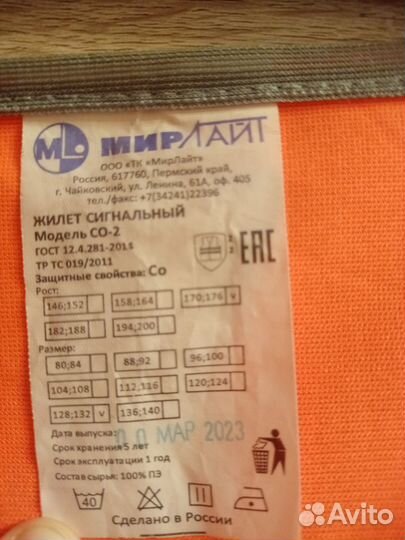 МИРЛАЙТ
ООО «ТК «МирЛайт»
Россия, 617760, Пермский край,
г. Чайковский, ул. Ленина, 61А, оф. 405
тел./факс: +7(34241)22396
ЖИЛЕТ СИГНАЛЬНЫЙ
Модель СО-2
ГОСТ 12.4.281-2014
ТР ТС 019/2011
Защитные свойства: Со
2
2
ЕАС
Рост:
146;152 158;164 170;176 v
182;188 194;200
Размер:
80;84 88;92 96;100
104;108 112;116 120;124
128;132 v 136;140
Дата выпуска: МАР 2023
Срок хранения 5 лет
Срок эксплуатации 1 год
Состав сырья: 100% ПЭ
40
Сделано в России
Avito